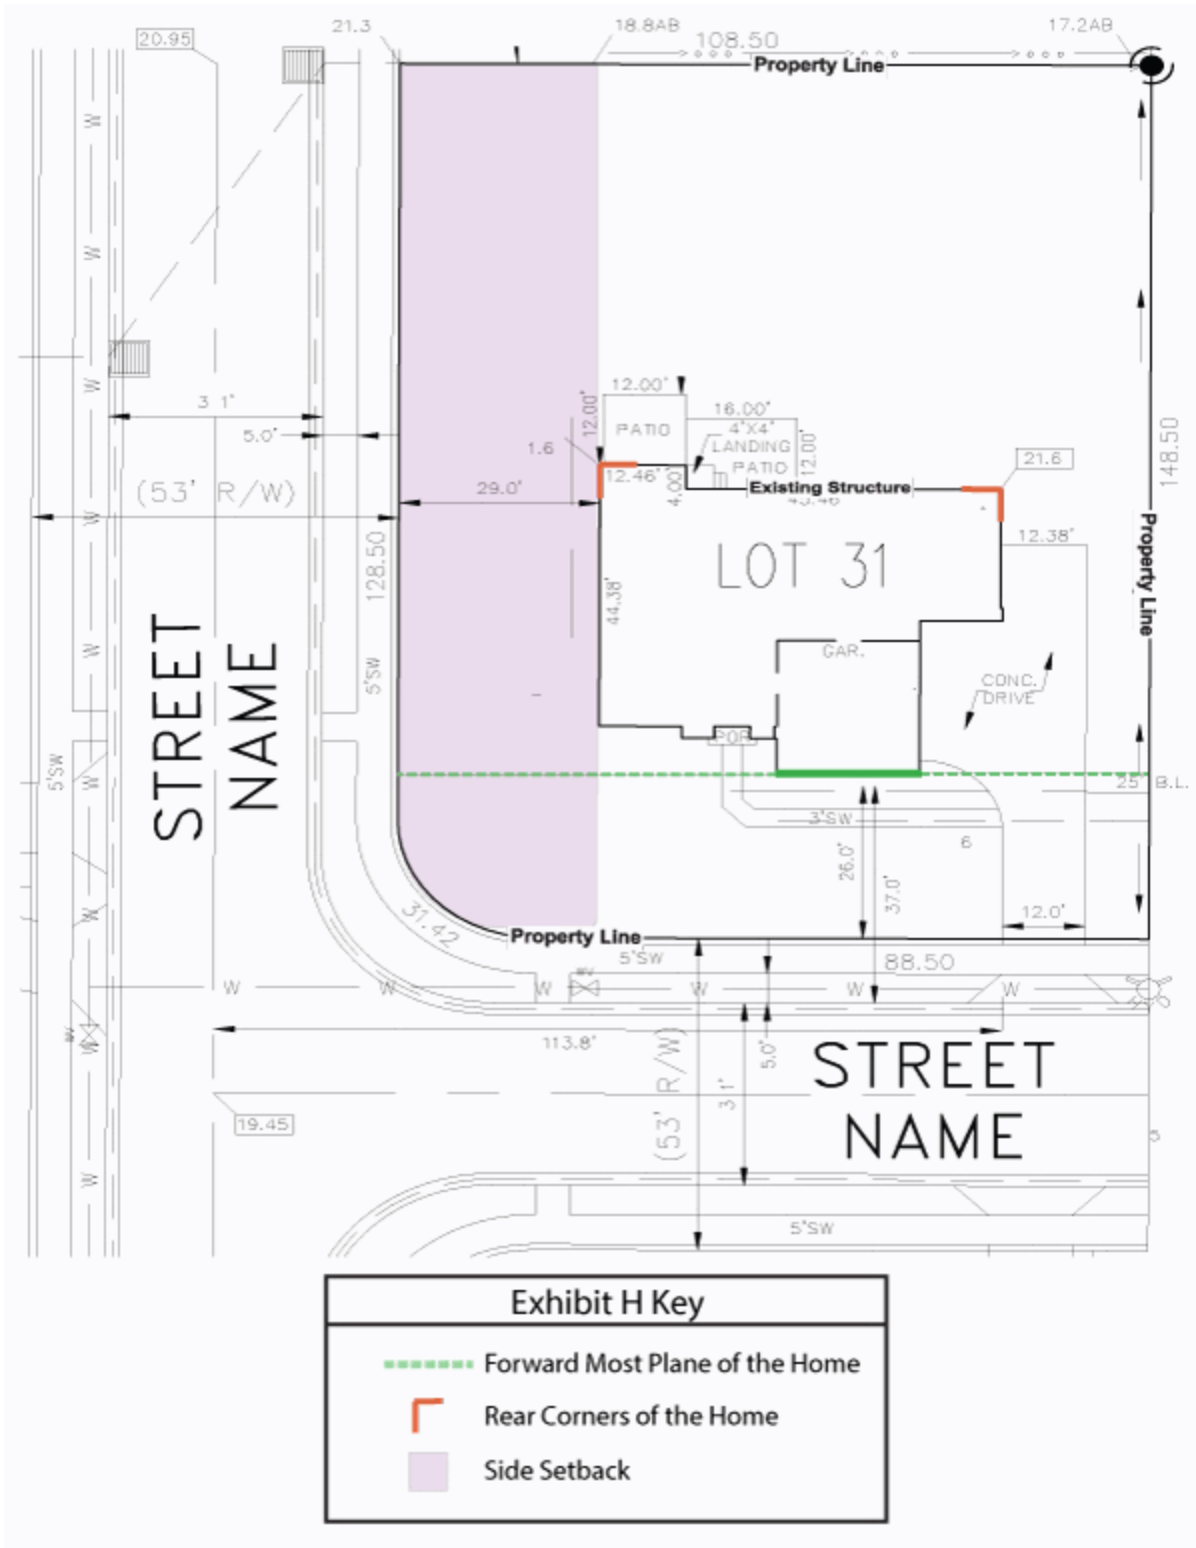 20.95
21.3
18.8AB
108.50
17.2AB
Property Line
W
W
W
3 1'
5.0'
(53' R/W)
W
128.50
STREET
NAME
5'SW
5'SW
W
W
W
29.0'
1.6
12.00'
12.00'
PATIO
16.00'
4'X4'
LANDING
PATIO
12.00'
12.46'
4.00'
Existing Structure
21.6
148.50
LOT 31
12.38'
Property Line
44.38'
GAR.
CONC.
DRIVE
POR
25' B.L.
3'SW
6
26.0'
37.0'
12.0'
31.42
Property Line
5'SW
88.50
W
W
W
W
W
W
W
113.8'
5.0'
(53' R/W)
3 1'
STREET
NAME
19.45
W
5'SW
Exhibit H Key
Forward Most Plane of the Home
Rear Corners of the Home
Side Setback